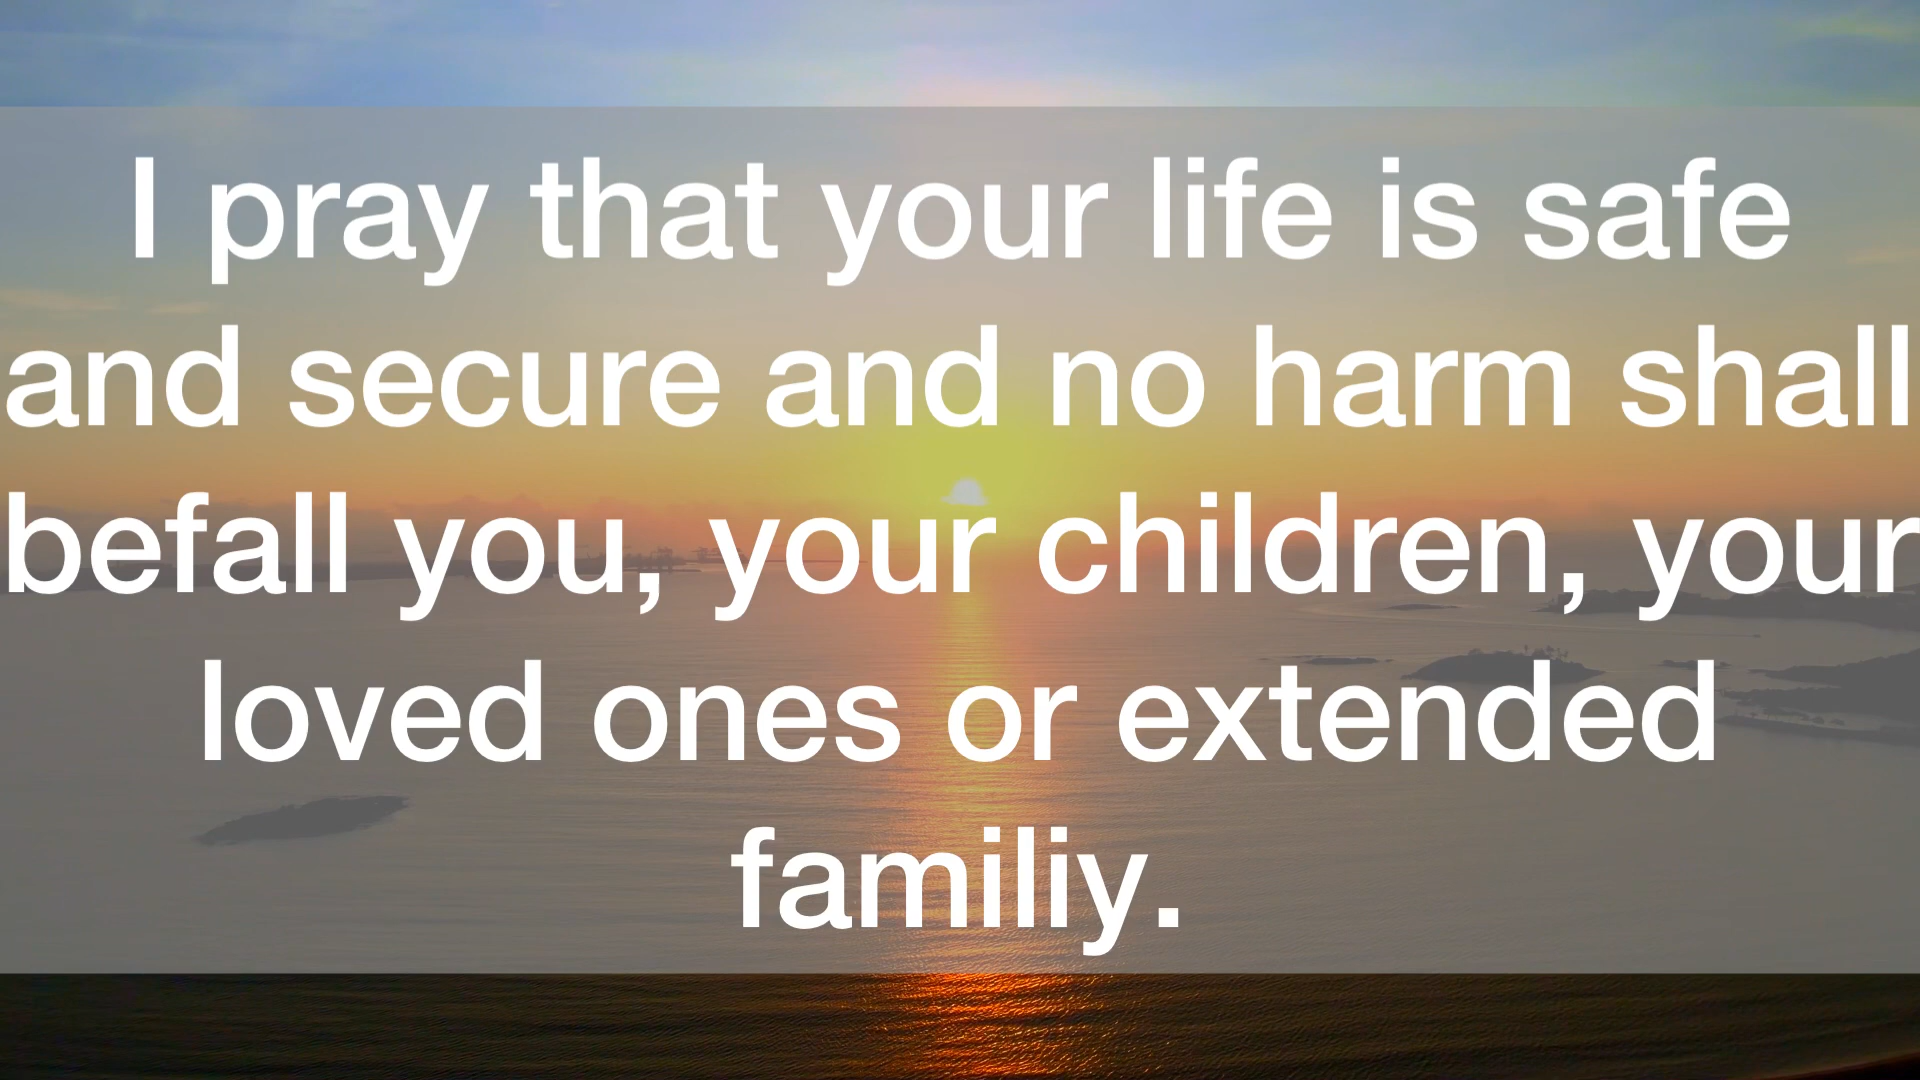 I pray that your life is safe
and secure and no harm shall
befall you, your children, your
loved ones or extended
familiy.